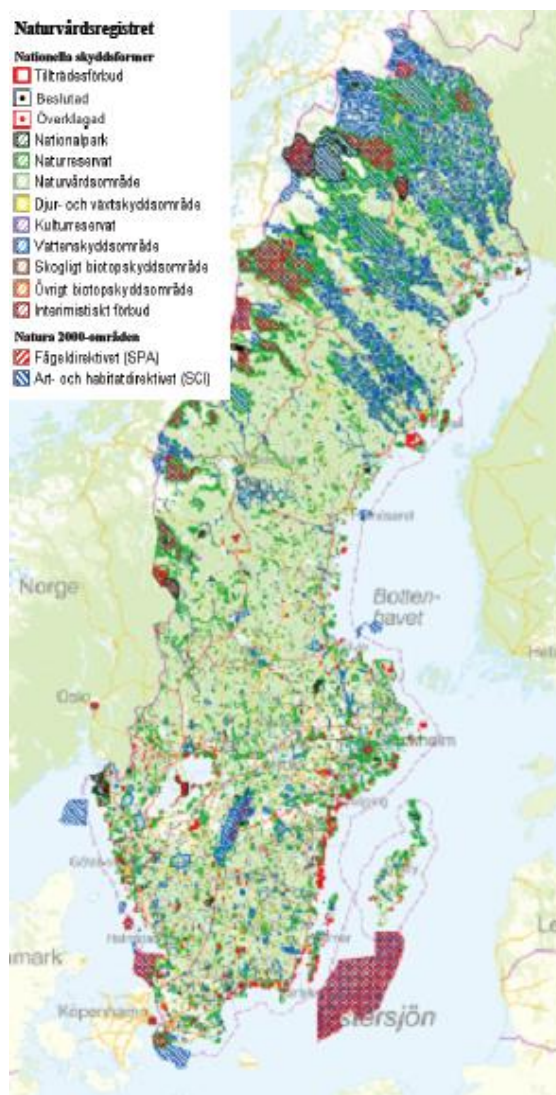 Naturvårdsregistret
Nationella skyddsformer
Tillträdesförbud
Beslutad
Överklagad
Nationalpark
Naturreservat
Naturvårdsområde
Djur- och växtskyddsområde
Kulturreservat
Vattenskyddsområde
Skogligt biotopskyddsområde
Övrigt biotopskyddsområde
Interimistiskt förbud
Natura 2000-områden
Fågeldirektivet (SPA)
Art- och habitatdirektivet (SCI)
Norge
Botten-
havet
Oslo
Köpenhamn